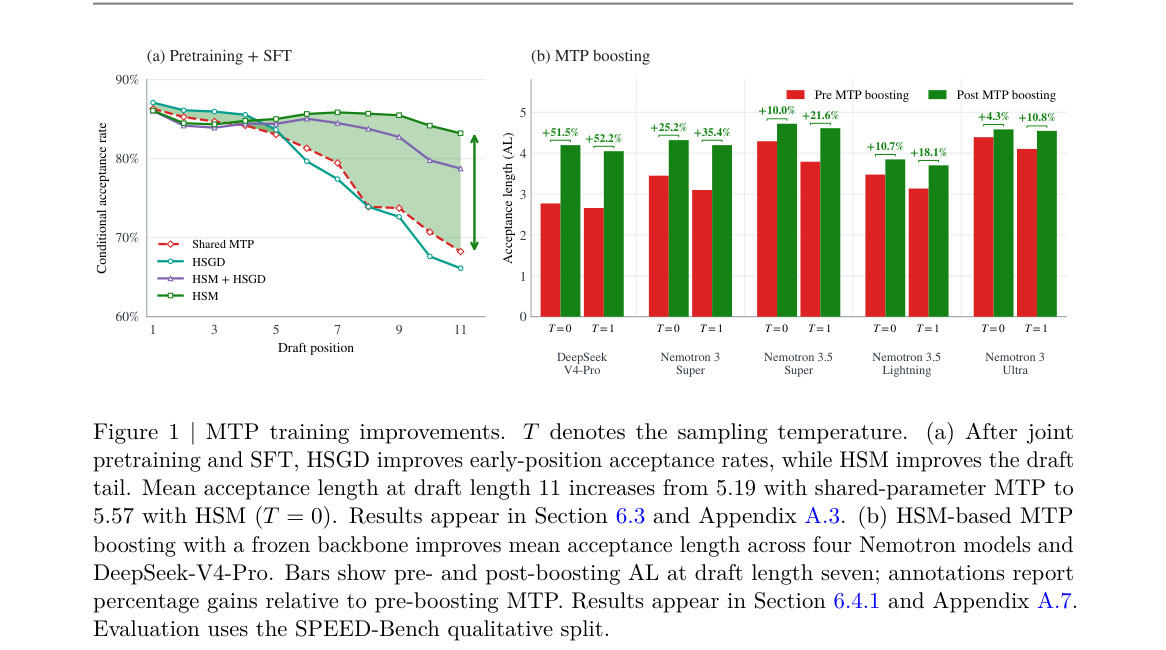 (a) Pretraining + SFT
90%
80%
70%
60%
Conditional acceptance rate
Shared MTP
HSGD
HSM + HSGD
HSM
1 3 5 7 9 11
Draft position
(b) MTP boosting
Pre MTP boosting Post MTP boosting
5
4
3
2
1
0
Acceptance length (AL)
+51.5% +52.2% +25.2% +35.4% +10.0% +21.6% +10.7% +18.1% +4.3% +10.8%
T = 0 T = 1 T = 0 T = 1 T = 0 T = 1 T = 0 T = 1 T = 0 T = 1
DeepSeek
V4-Pro
Nemotron 3
Super
Nemotron 3.5
Super
Nemotron 3.5
Lightning
Nemotron 3
Ultra
Figure 1 | MTP training improvements. T denotes the sampling temperature. (a) After joint
pretraining and SFT, HSGD improves early-position acceptance rates, while HSM improves the draft
tail. Mean acceptance length at draft length 11 increases from 5.19 with shared-parameter MTP to
5.57 with HSM (T = 0). Results appear in Section 6.3 and Appendix A.3. (b) HSM-based MTP
boosting with a frozen backbone improves mean acceptance length across four Nemotron models and
DeepSeek-V4-Pro. Bars show pre- and post-boosting AL at draft length seven; annotations report
percentage gains relative to pre-boosting MTP. Results appear in Section 6.4.1 and Appendix A.7.
Evaluation uses the SPEED-Bench qualitative split.